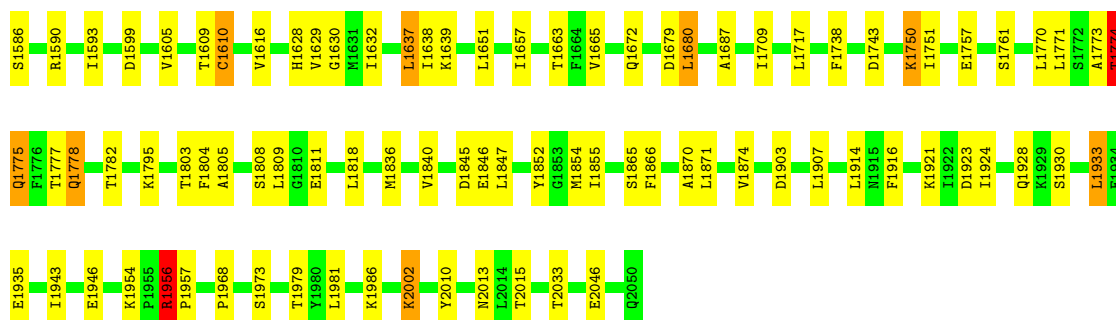 S1586 R1590 I1593 D1599 V1605 T1609 C1610 V1616 H1628 V1629 G1630 M1631 I1632 L1637 I1638 K1639 L1651 I1657 T1663 F1664 V1665 Q1672 D1679 L1680 A1687 I1709 L1717 F1738 D1743 K1750 I1751 E1757 S1761 L1770 L1771 S1772 A1773 T1774
Q1775 F1776 T1777 Q1778 T1782 K1795 T1803 F1804 A1805 S1808 L1809 G1810 E1811 L1818 M1836 V1840 D1845 E1846 L1847 Y1852 G1853 M1854 I1855 S1865 F1866 A1870 L1871 V1874 D1903 L1907 L1914 N1915 F1916 K1921 I1922 D1923 I1924 Q1928 K1929 S1930 L1933 E1934
E1935 I1943 E1946 K1954 P1955 R1956 P1957 P1968 S1973 T1979 Y1980 L1981 K1986 K2002 Y2010 N2013 L2014 T2015 T2033 E2046 Q2050